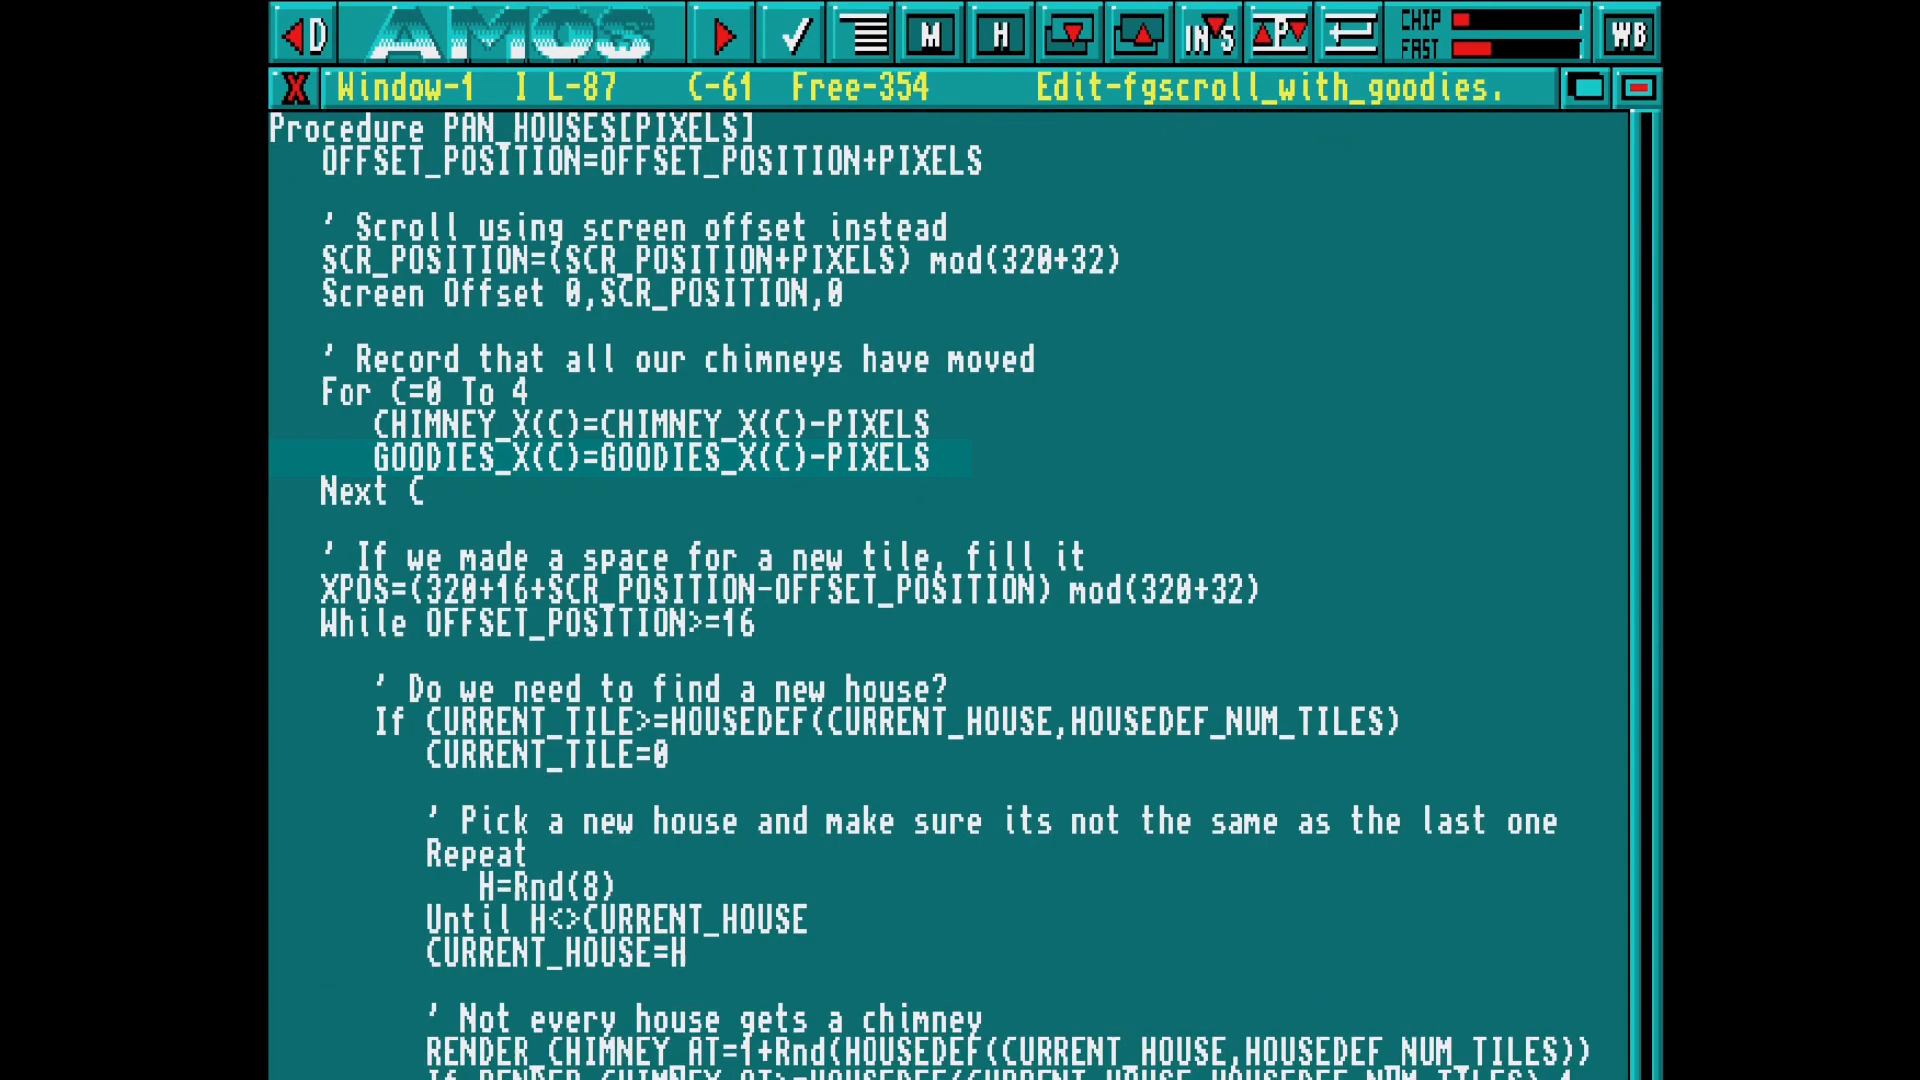 D AMOS M H INS P CHIP FAST WB
X Window-1 I L-87 C-61 Free-354 Edit-fgscroll_with_goodies.
Procedure PAN_HOUSES[PIXELS]
OFFSET_POSITION=OFFSET_POSITION+PIXELS
' Scroll using screen offset instead
SCR_POSITION=(SCR_POSITION+PIXELS) mod(320+32)
Screen Offset 0,SCR_POSITION,0
' Record that all our chimneys have moved
For C=0 To 4
CHIMNEY_X(C)=CHIMNEY_X(C)-PIXELS
GOODIES_X(C)=GOODIES_X(C)-PIXELS
Next C
' If we made a space for a new tile, fill it
XPOS=(320+16+SCR_POSITION-OFFSET_POSITION) mod(320+32)
While OFFSET_POSITION>=16
' Do we need to find a new house?
If CURRENT_TILE>=HOUSEDEF(CURRENT_HOUSE,HOUSEDEF_NUM_TILES)
CURRENT_TILE=0
' Pick a new house and make sure its not the same as the last one
Repeat
H=Rnd(8)
Until H<>CURRENT_HOUSE
CURRENT_HOUSE=H
' Not every house gets a chimney
RENDER_CHIMNEY_AT=1+Rnd(HOUSEDEF((CURRENT_HOUSE,HOUSEDEF_NUM_TILES))